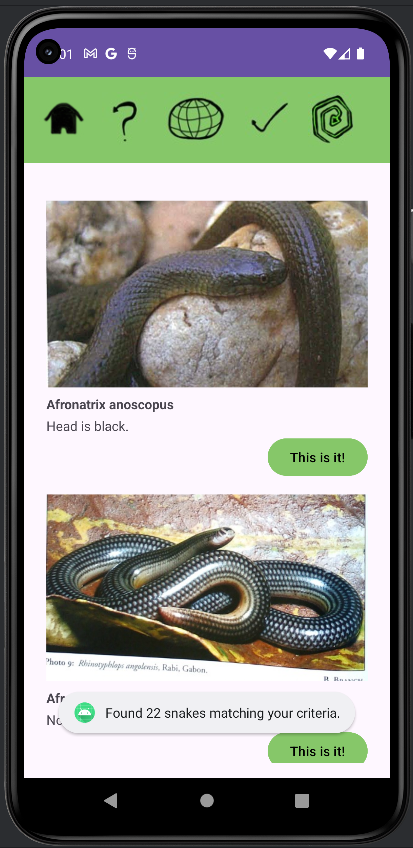 01
Afronatrix anoscopus
Head is black.
This is it!
Photo 9: Rhinotyphlops angolensis. Rabi, Gabon.
Afr
No
Found 22 snakes matching your criteria.
This is it!